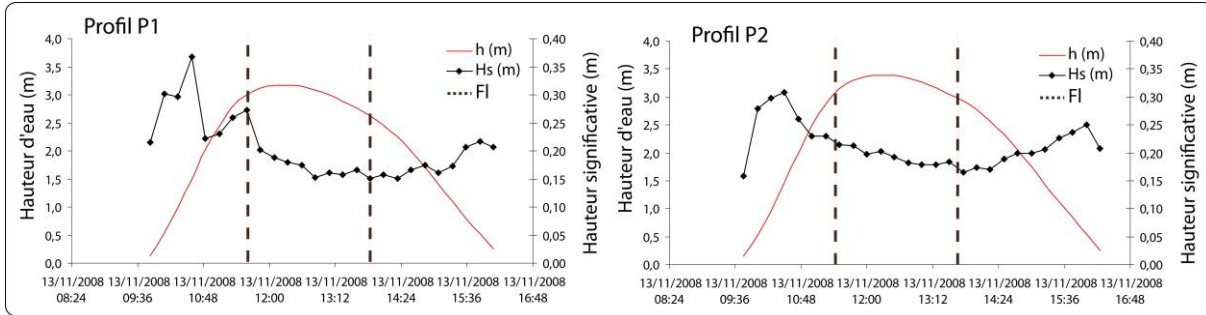 Profil P1
Hauteur d'eau (m)
4,0
3,5
3,0
2,5
2,0
1,5
1,0
0,5
0,0
h (m)
Hs (m)
Fl
0,40
0,35
0,30
0,25
0,20
0,15
0,10
0,05
0,00
Hauteur significative (m)
13/11/2008 13/11/2008 13/11/2008 13/11/2008 13/11/2008 13/11/2008 13/11/2008 13/11/2008
08:24 09:36 10:48 12:00 13:12 14:24 15:36 16:48
Profil P2
Hauteur d'eau (m)
4,0
3,5
3,0
2,5
2,0
1,5
1,0
0,5
0,0
h (m)
Hs (m)
Fl
0,40
0,35
0,30
0,25
0,20
0,15
0,10
0,05
0,00
Hauteur significative (m)
13/11/2008 13/11/2008 13/11/2008 13/11/2008 13/11/2008 13/11/2008 13/11/2008 13/11/2008
08:24 09:36 10:48 12:00 13:12 14:24 15:36 16:48